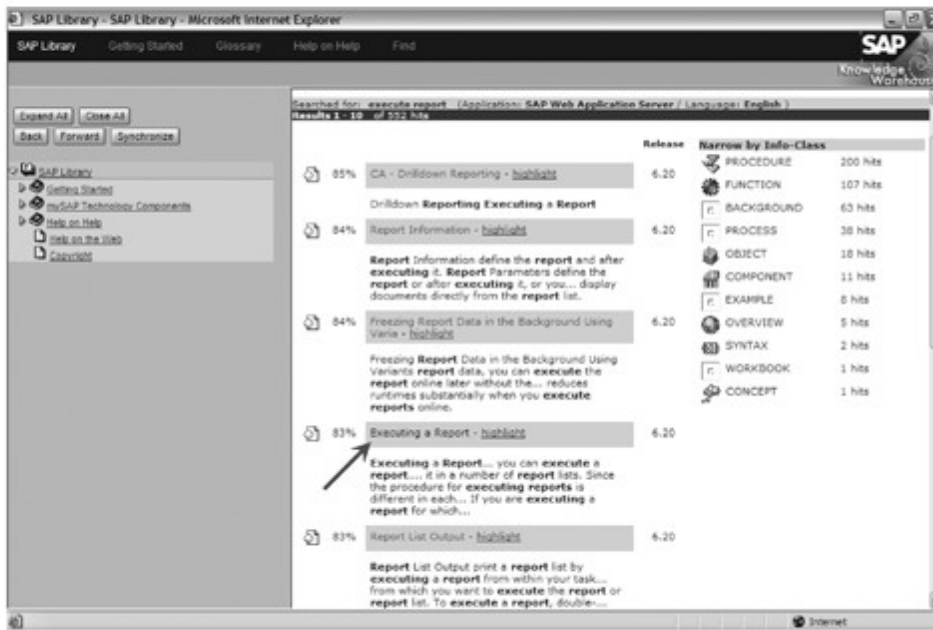 SAP Library - SAP Library - Microsoft Internet Explorer
SAP Library Getting Started Glossary Help on Help Find
SAP
Knowledge
Warehouse
Expand All Close All
Back Forward Synchronize
SAP Library
Getting Started
mySAP Technology Components
Help on Help
Help on the Web
Copyright
Searched for: execute report (Application: SAP Web Application Server / Language: English )
Results 1 - 10 of 552 hits
Release
85% CA - Drilldown Reporting - highlight 6.20
Drilldown Reporting Executing a Report
84% Report Information - highlight 6.20
Report Information define the report and after
executing it. Report Parameters define the
report or after executing it, or you... display
documents directly from the report list.
84% Freezing Report Data in the Background Using 6.20
Varia - highlight
Freezing Report Data in the Background Using
Variants report data, you can execute the
report online later without the... reduces
runtimes substantially when you execute
reports online.
83% Executing a Report - highlight 6.20
Executing a Report... you can execute a
report.... it in a number of report lists. Since
the procedure for executing reports is
different in each... If you are executing a
report for which...
83% Report List Output - highlight 6.20
Report List Output print a report list by
executing a report from within your task...
from which you want to execute the report or
report list. To execute a report, double-...
Narrow by Info-Class
PROCEDURE 200 hits
FUNCTION 107 hits
BACKGROUND 63 hits
PROCESS 38 hits
OBJECT 18 hits
COMPONENT 11 hits
EXAMPLE 8 hits
OVERVIEW 5 hits
SYNTAX 2 hits
WORKBOOK 1 hits
CONCEPT 1 hits
Internet